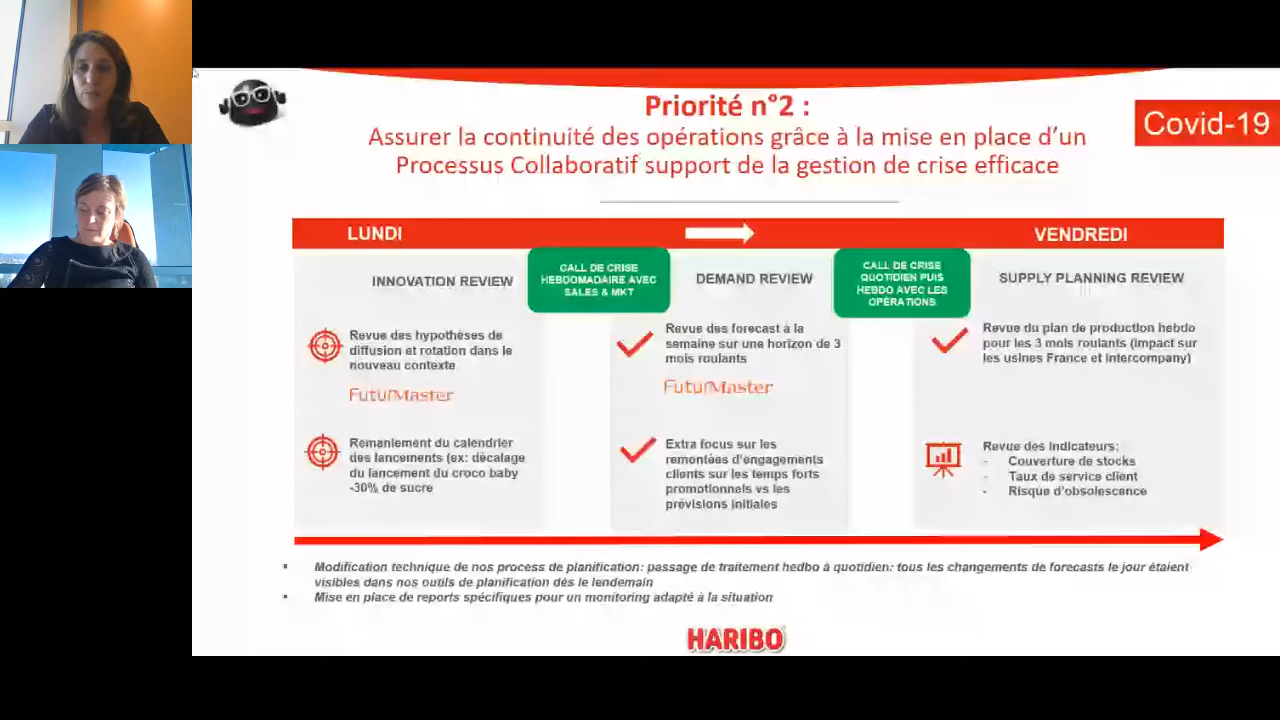 Priorité n°2 :
Assurer la continuité des opérations grâce à la mise en place d'un
Processus Collaboratif support de la gestion de crise efficace
Covid-19
LUNDI
VENDREDI
INNOVATION REVIEW
CALL DE CRISE
HEBDOMADAIRE AVEC
SALES & MKT
DEMAND REVIEW
CALL DE CRISE
QUOTIDIEN PUIS
HEBDO AVEC LES
OPÉRATIONS
SUPPLY PLANNING REVIEW
Revue des hypothèses de
diffusion et rotation dans le
nouveau contexte
FuturMaster
Remaniement du calendrier
des lancements (ex: décalage
du lancement du croco baby
-30% de sucre
Revue des forecast à la
semaine sur une horizon de 3
mois roulants
FuturMaster
Extra focus sur les
remontées d'engagements
clients sur les temps forts
promotionnels vs les
prévisions initiales
Revue du plan de production hebdo
pour les 3 mois roulants (impact sur
les usines France et intercompany)
Revue des indicateurs:
- Couverture de stocks
- Taux de service client
- Risque d'obsolescence
▪ Modification technique de nos process de planification: passage de traitement hedbo à quotidien: tous les changements de forecasts le jour étaient
visibles dans nos outils de planification dès le lendemain
▪ Mise en place de reports spécifiques pour un monitoring adapté à la situation
HARIBO